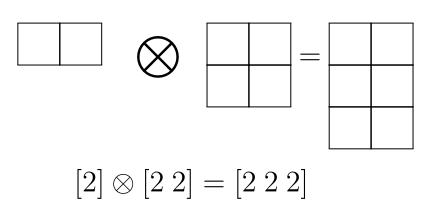 ⊗ =
[2] ⊗ [2 2] = [2 2 2]